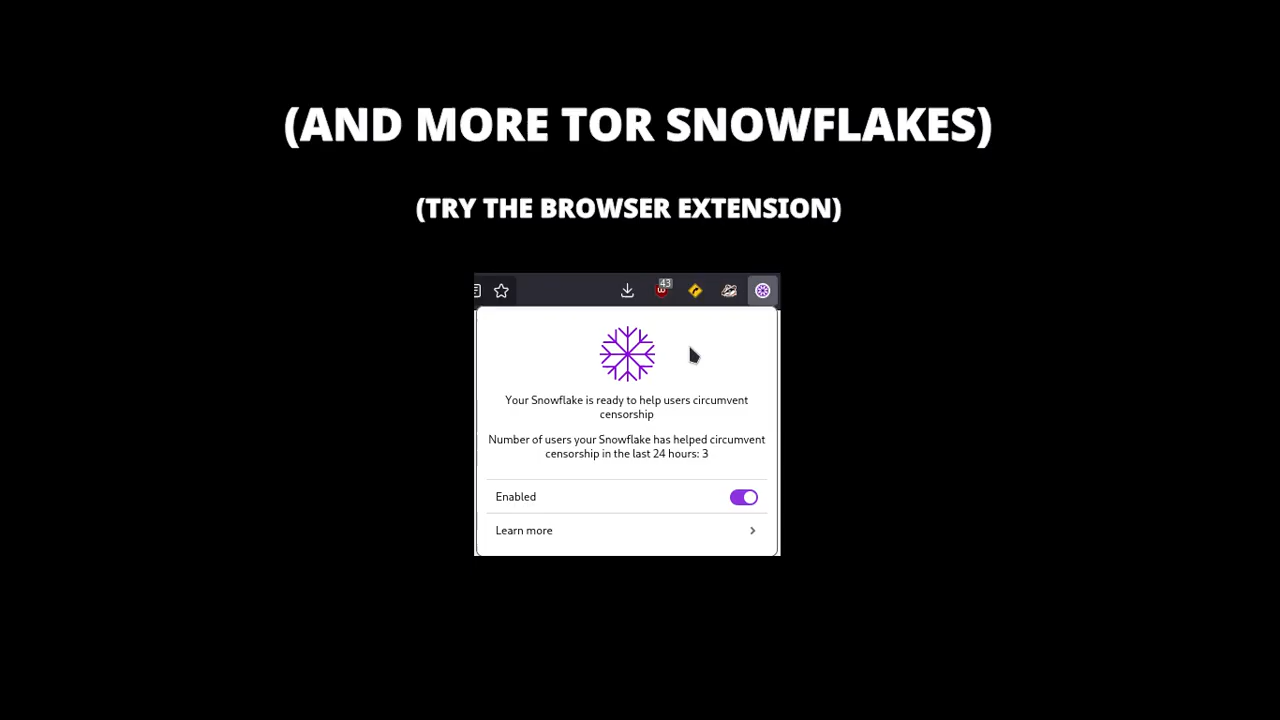 (AND MORE TOR SNOWFLAKES)
(TRY THE BROWSER EXTENSION)
43
Your Snowflake is ready to help users circumvent
censorship
Number of users your Snowflake has helped circumvent
censorship in the last 24 hours: 3
Enabled
Learn more